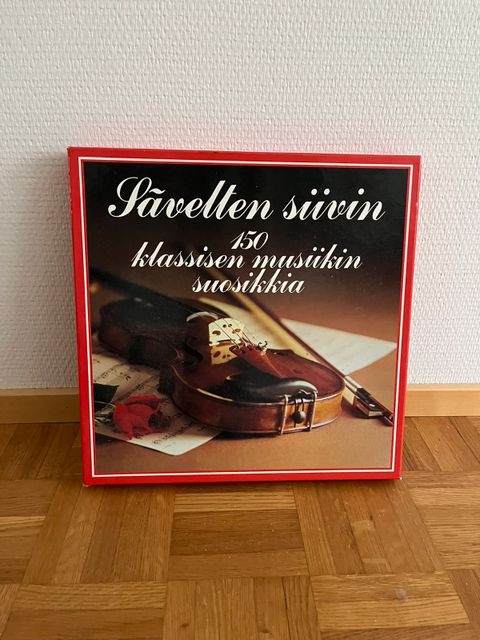 Sävelten siivin
150
klassisen musiikin
suosikkia